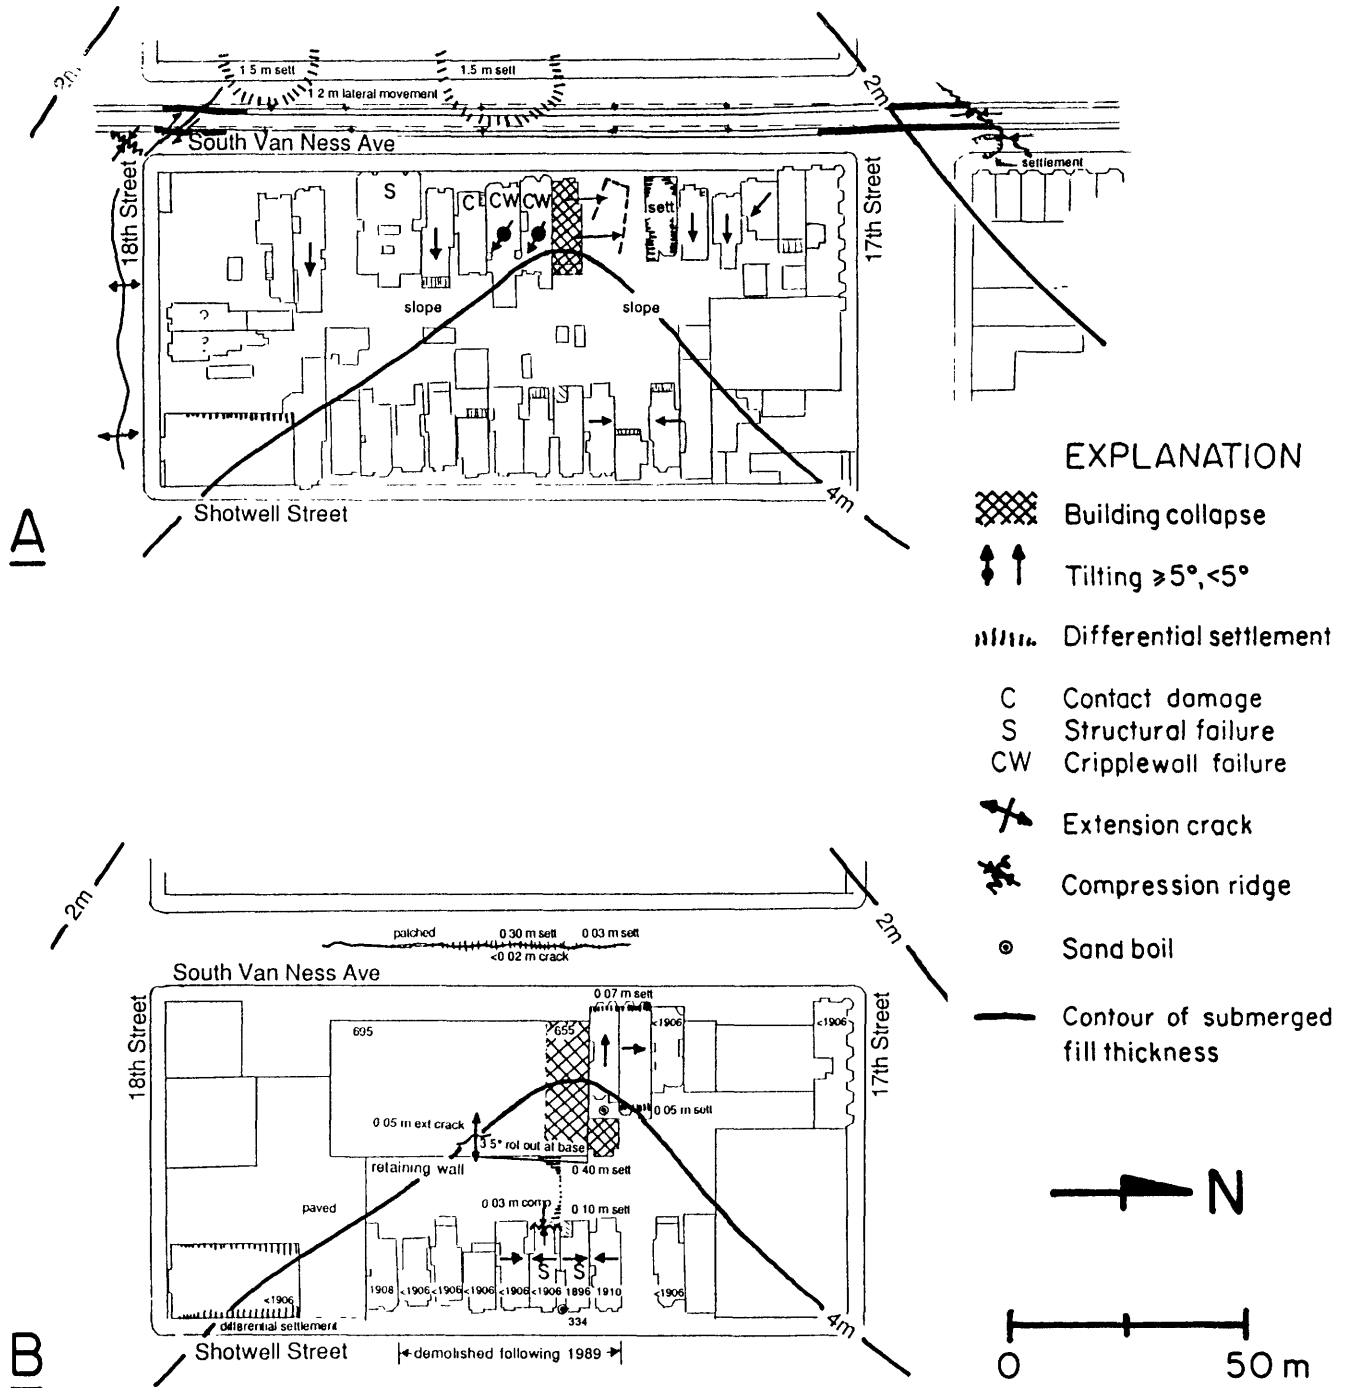 2m
1.5 m sett
1.5 m sett
1 2 m lateral movement
2m
South Van Ness Ave
settlement
18th Street
17th Street
S
C
CW
CW
sett
slope
slope
?
?
4m
Shotwell Street
A
EXPLANATION
Building collapse
Tilting ≥5°,<5°
Differential settlement
C Contact damage
S Structural failure
CW Cripplewall failure
Extension crack
Compression ridge
Sand boil
Contour of submerged
fill thickness
2m
2m
patched
0 30 m sett
0 03 m sett
<0 02 m crack
South Van Ness Ave
18th Street
17th Street
0 07 m sett
695
655
<1906
<1906
0 05 m sett
0 05 m ext crack
3 5° rol out at base
retaining wall
0 40 m sett
paved
0 03 m comp
0 10 m sett
S
S
<1906
1908
<1906
<1906
<1906
<1906
<1906
1896
1910
<1906
differential settlement
334
4m
Shotwell Street
demolished following 1989
B
N
0
50 m